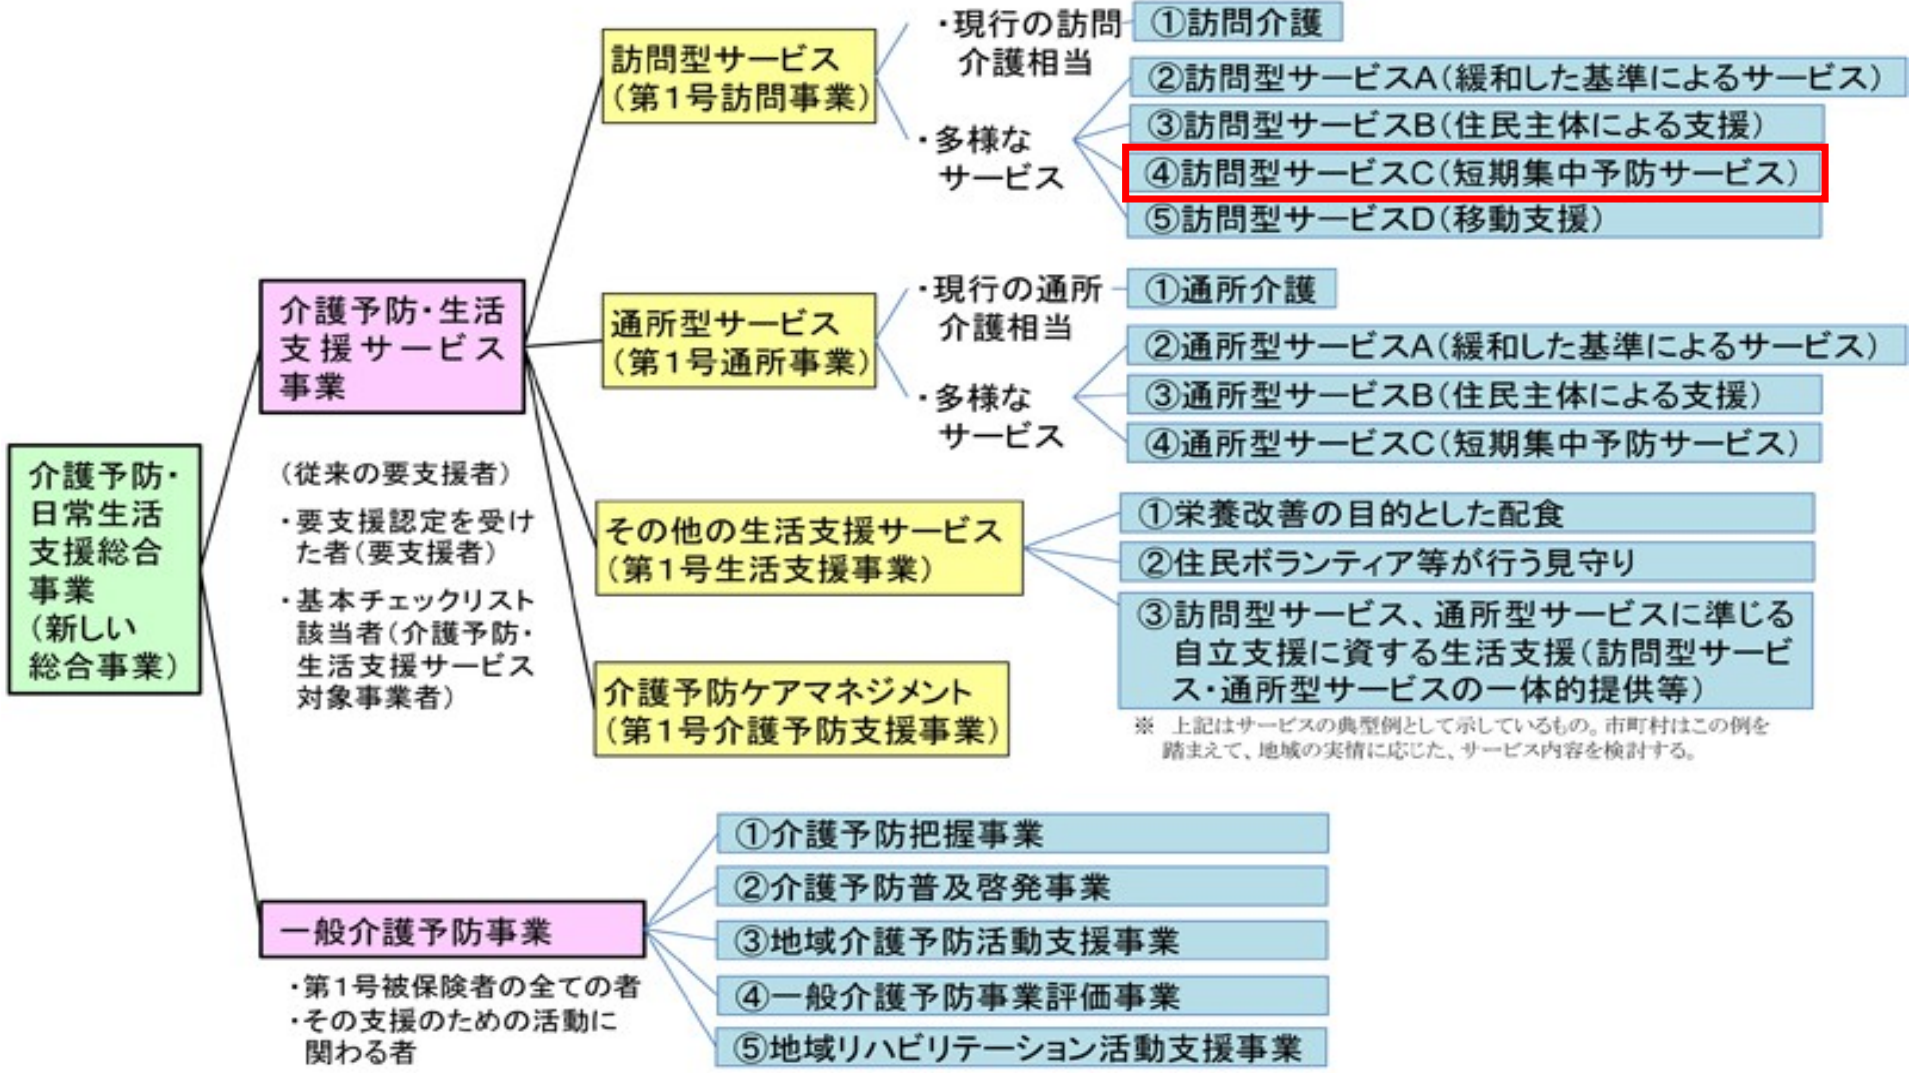 介護予防・
日常生活
支援総合
事業
（新しい
総合事業）
介護予防・生活
支援サービス
事業
（従来の要支援者）
・要支援認定を受け
た者（要支援者）
・基本チェックリスト
該当者（介護予防・
生活支援サービス
対象事業者）
訪問型サービス
（第１号訪問事業）
・現行の訪問
介護相当
①訪問介護
・多様な
サービス
②訪問型サービスA（緩和した基準によるサービス）
③訪問型サービスB（住民主体による支援）
④訪問型サービスC（短期集中予防サービス）
⑤訪問型サービスD（移動支援）
通所型サービス
（第１号通所事業）
・現行の通所
介護相当
①通所介護
・多様な
サービス
②通所型サービスA（緩和した基準によるサービス）
③通所型サービスB（住民主体による支援）
④通所型サービスC（短期集中予防サービス）
その他の生活支援サービス
（第１号生活支援事業）
①栄養改善の目的とした配食
②住民ボランティア等が行う見守り
③訪問型サービス、通所型サービスに準じる
自立支援に資する生活支援（訪問型サービ
ス・通所型サービスの一体的提供等）
※　上記はサービスの典型例として示しているもの。市町村はこの例を
踏まえて、地域の実情に応じた、サービス内容を検討する。
介護予防ケアマネジメント
（第１号介護予防支援事業）
一般介護予防事業
・第１号被保険者の全ての者
・その支援のための活動に
関わる者
①介護予防把握事業
②介護予防普及啓発事業
③地域介護予防活動支援事業
④一般介護予防事業評価事業
⑤地域リハビリテーション活動支援事業